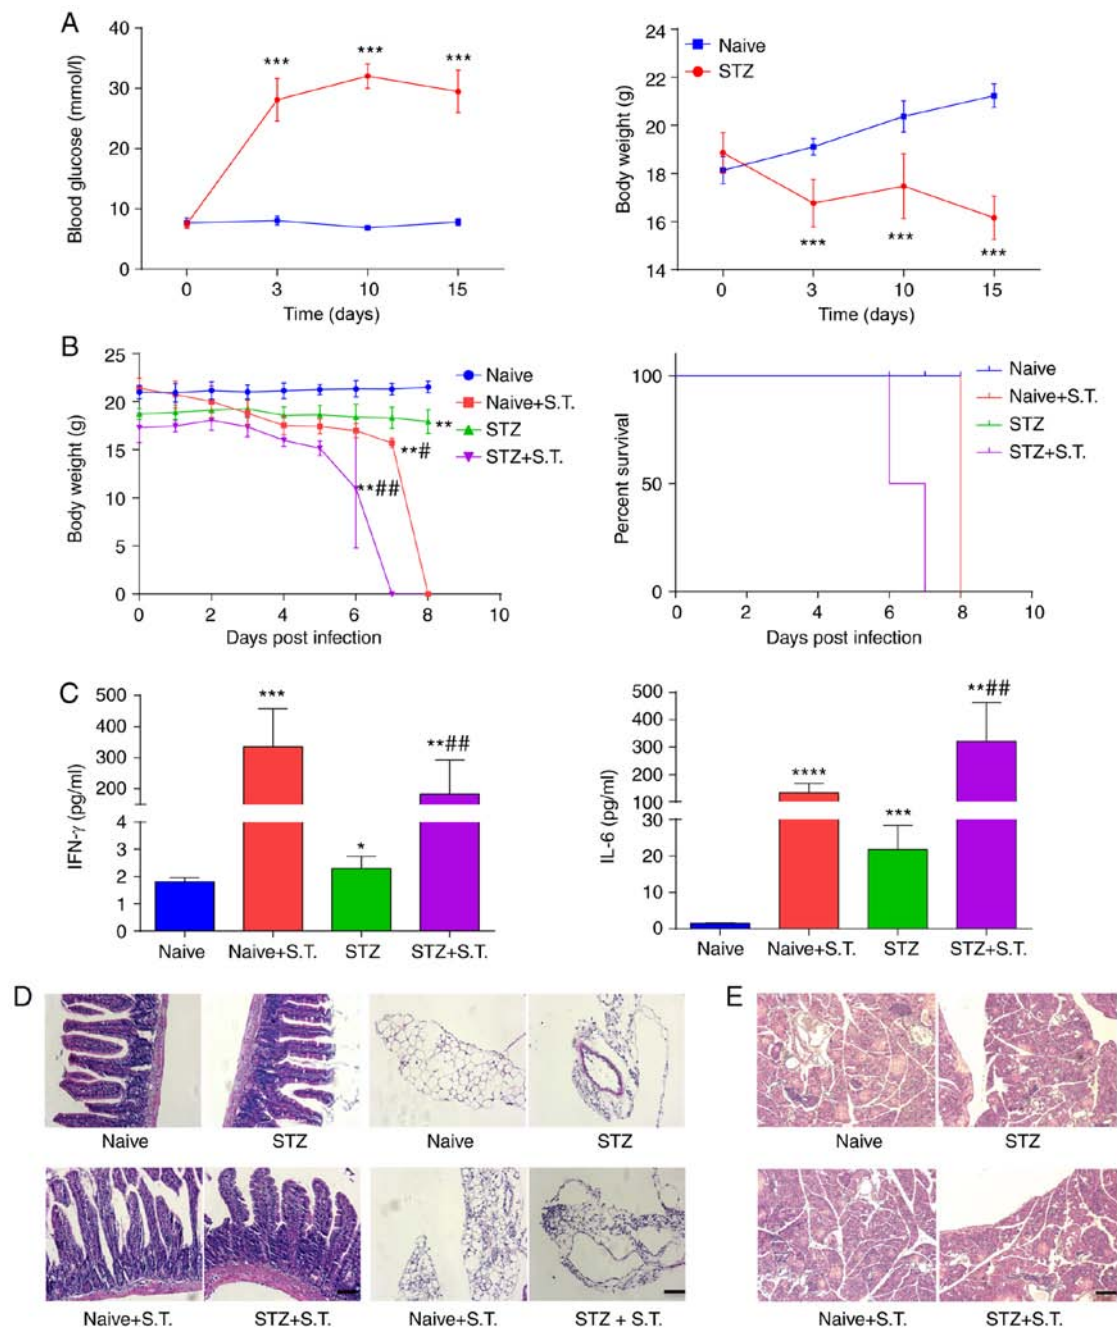 A
Blood glucose (mmol/l)
40
30
20
10
0
*** *** ***
0 3 10 15
Time (days)
Body weight (g)
24
22
20
18
16
14
Naive
STZ
*** *** ***
0 3 10 15
Time (days)
B
Body weight (g)
25
20
15
10
5
0
Naive
Naive+S.T.
STZ
STZ+S.T.
**
**#
**##
0 2 4 6 8 10
Days post infection
Percent survival
100
50
0
Naive
Naive+S.T.
STZ
STZ+S.T.
0 2 4 6 8 10
Days post infection
C
IFN-γ (pg/ml)
500
400
300
200
4
3
2
1
0
***
*
**##
Naive Naive+S.T. STZ STZ+S.T.
IL-6 (pg/ml)
500
400
300
200
100
30
20
10
0
****
***
**##
Naive Naive+S.T. STZ STZ+S.T.
D
Naive STZ Naive STZ
Naive+S.T. STZ+S.T. Naive+S.T. STZ + S.T.
E
Naive STZ
Naive+S.T. STZ+S.T.